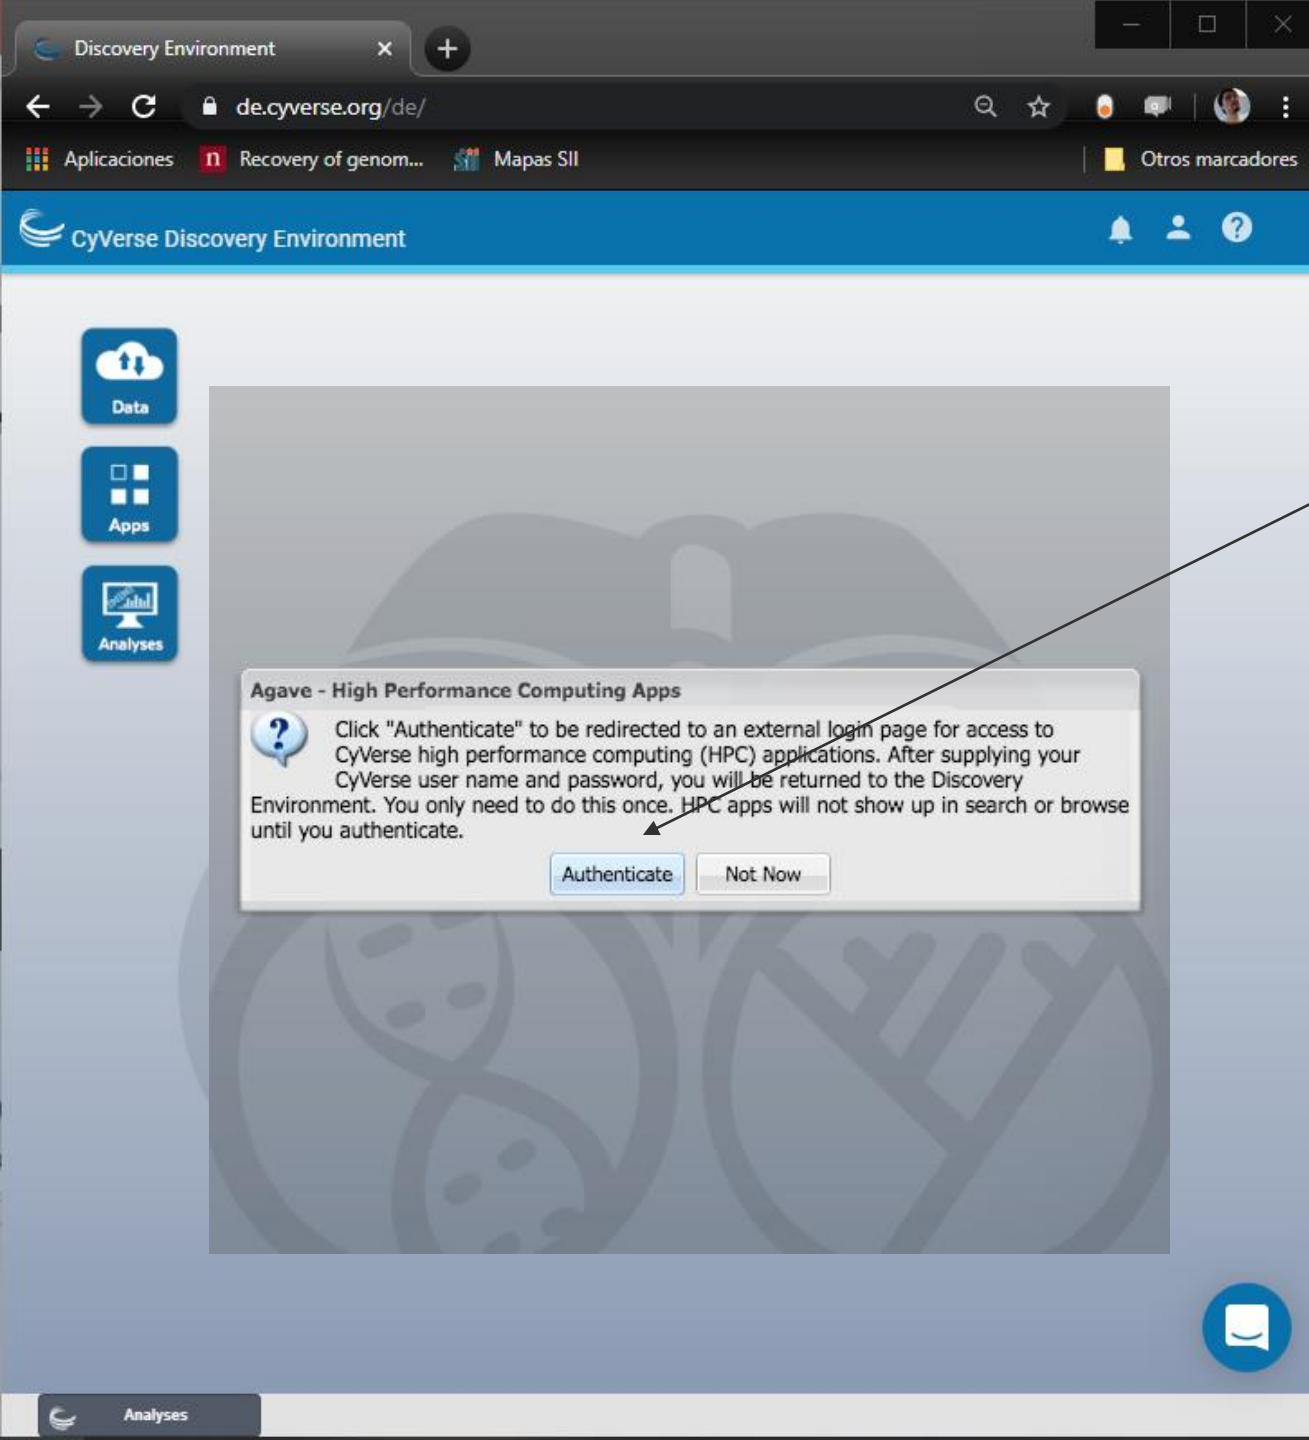 Discovery Environment
de.cyverse.org/de/
Aplicaciones n Recovery of genom... SII Mapas SII Otros marcadores
CyVerse Discovery Environment
Data
Apps
Analyses
Agave - High Performance Computing Apps
Click "Authenticate" to be redirected to an external login page for access to
CyVerse high performance computing (HPC) applications. After supplying your
CyVerse user name and password, you will be returned to the Discovery
Environment. You only need to do this once. HPC apps will not show up in search or browse
until you authenticate.
Authenticate Not Now
Analyses